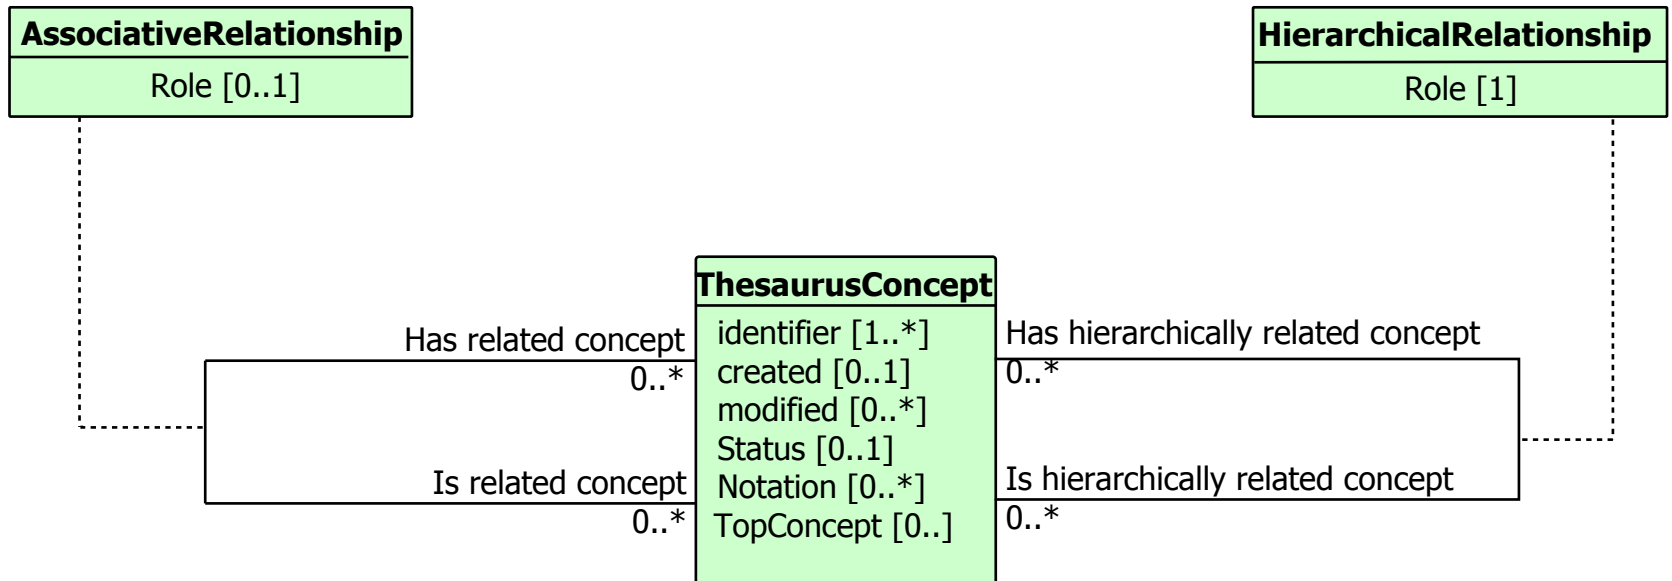 AssociativeRelationship
Role [0..1]
HierarchicalRelationship
Role [1]
ThesaurusConcept
identifier [1..*]
created [0..1]
modified [0..*]
Status [0..1]
Notation [0..*]
TopConcept [0..]
Has related concept
0..*
Is related concept
0..*
Has hierarchically related concept
0..*
Is hierarchically related concept
0..*